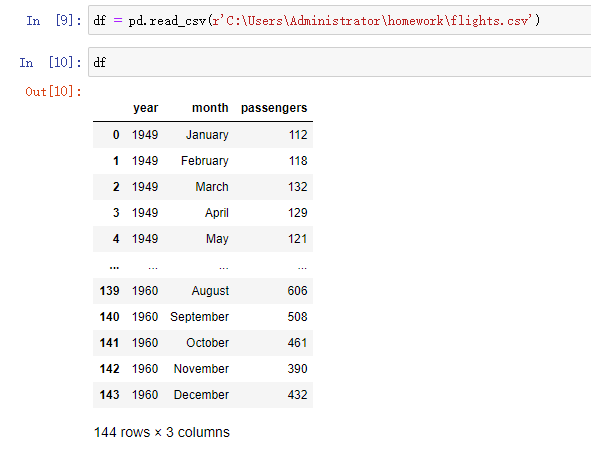 In [9]: df = pd.read_csv(r'C:\Users\Administrator\homework\flights.csv')
In [10]: df
Out[10]:
year month passengers
0 1949 January 112
1 1949 February 118
2 1949 March 132
3 1949 April 129
4 1949 May 121
... ... ... ...
139 1960 August 606
140 1960 September 508
141 1960 October 461
142 1960 November 390
143 1960 December 432
144 rows × 3 columns